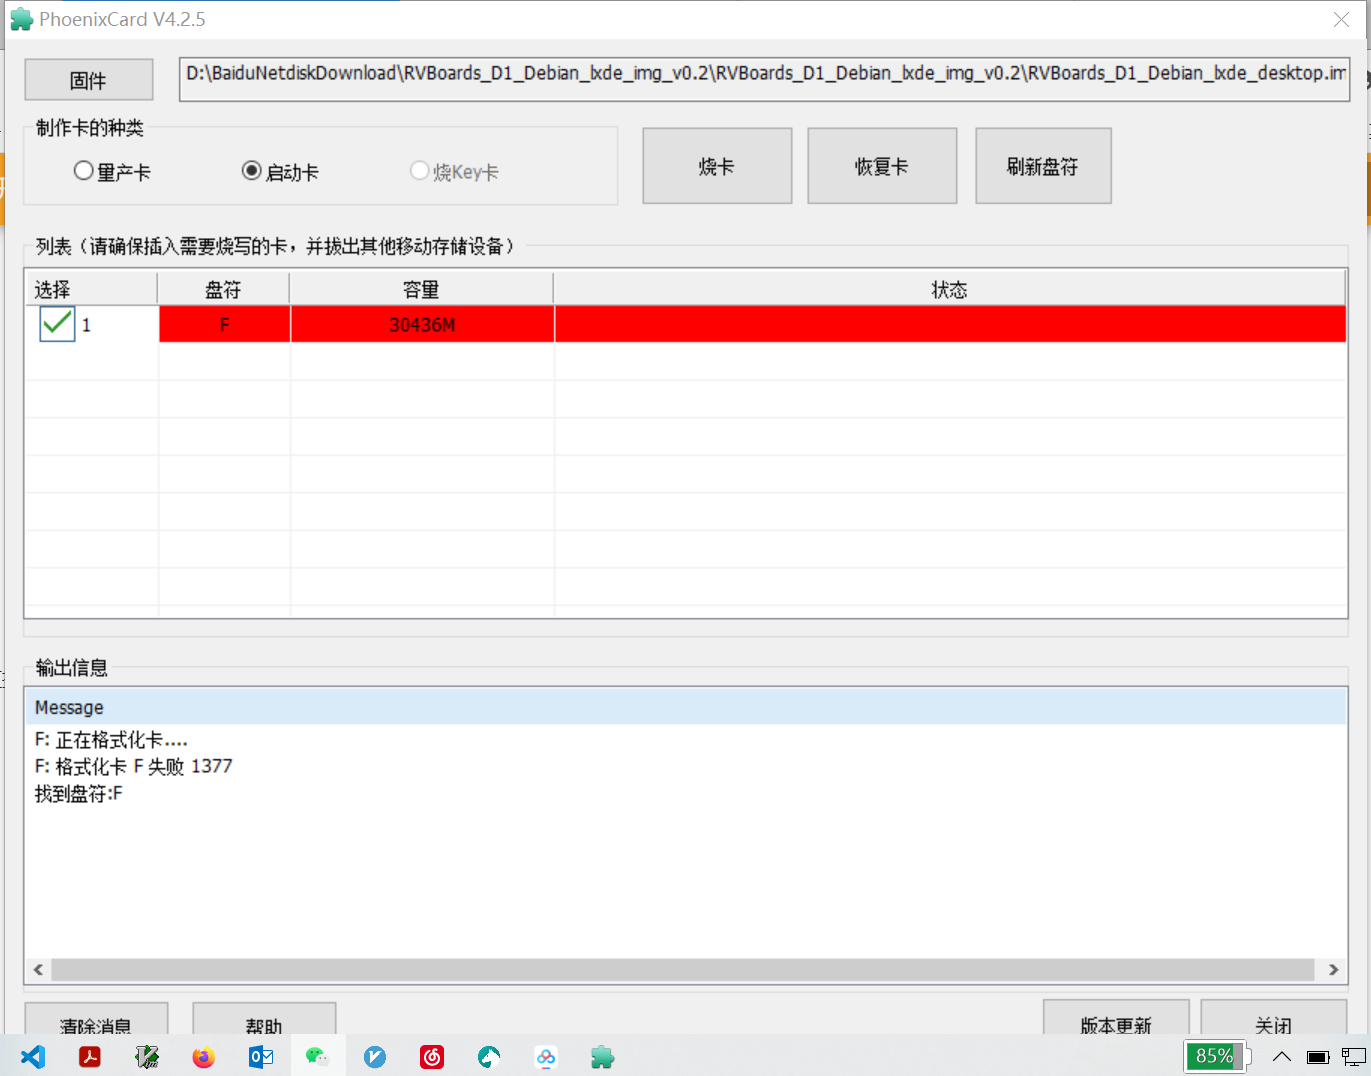 PhoenixCard V4.2.5
固件
D:\BaiduNetdiskDownload\RVBoards_D1_Debian_lxde_img_v0.2\RVBoards_D1_Debian_lxde_img_v0.2\RVBoards_D1_Debian_lxde_desktop.im
制作卡的种类
量产卡 启动卡 烧Key卡
烧卡 恢复卡 刷新盘符
列表（请确保插入需要烧写的卡，并拔出其他移动存储设备）
选择 盘符 容量 状态
1 F 30436M
输出信息
Message
F: 正在格式化卡....
F: 格式化卡 F 失败 1377
找到盘符:F
清除消息 帮助 版本更新 关闭
85%